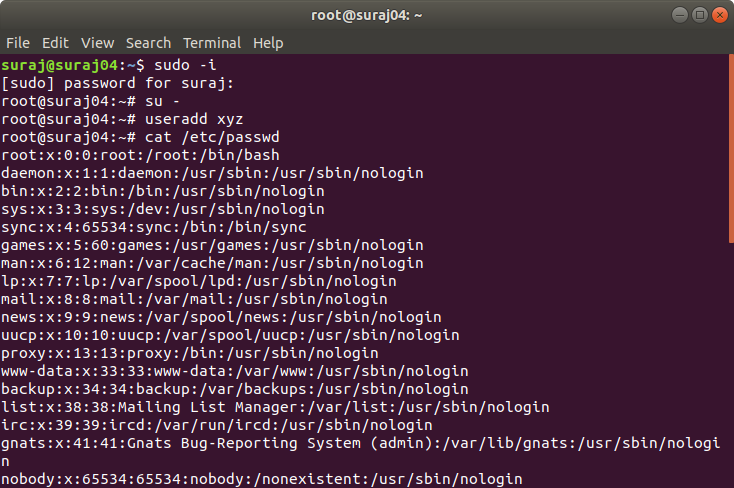 root@suraj04: ~
File Edit View Search Terminal Help
suraj@suraj04:~$ sudo -i
[sudo] password for suraj:
root@suraj04:~# su -
root@suraj04:~# useradd xyz
root@suraj04:~# cat /etc/passwd
root:x:0:0:root:/root:/bin/bash
daemon:x:1:1:daemon:/usr/sbin:/usr/sbin/nologin
bin:x:2:2:bin:/bin:/usr/sbin/nologin
sys:x:3:3:sys:/dev:/usr/sbin/nologin
sync:x:4:65534:sync:/bin:/bin/sync
games:x:5:60:games:/usr/games:/usr/sbin/nologin
man:x:6:12:man:/var/cache/man:/usr/sbin/nologin
lp:x:7:7:lp:/var/spool/lpd:/usr/sbin/nologin
mail:x:8:8:mail:/var/mail:/usr/sbin/nologin
news:x:9:9:news:/var/spool/news:/usr/sbin/nologin
uucp:x:10:10:uucp:/var/spool/uucp:/usr/sbin/nologin
proxy:x:13:13:proxy:/bin:/usr/sbin/nologin
www-data:x:33:33:www-data:/var/www:/usr/sbin/nologin
backup:x:34:34:backup:/var/backups:/usr/sbin/nologin
list:x:38:38:Mailing List Manager:/var/list:/usr/sbin/nologin
irc:x:39:39:ircd:/var/run/ircd:/usr/sbin/nologin
gnats:x:41:41:Gnats Bug-Reporting System (admin):/var/lib/gnats:/usr/sbin/nologi
n
nobody:x:65534:65534:nobody:/nonexistent:/usr/sbin/nologin